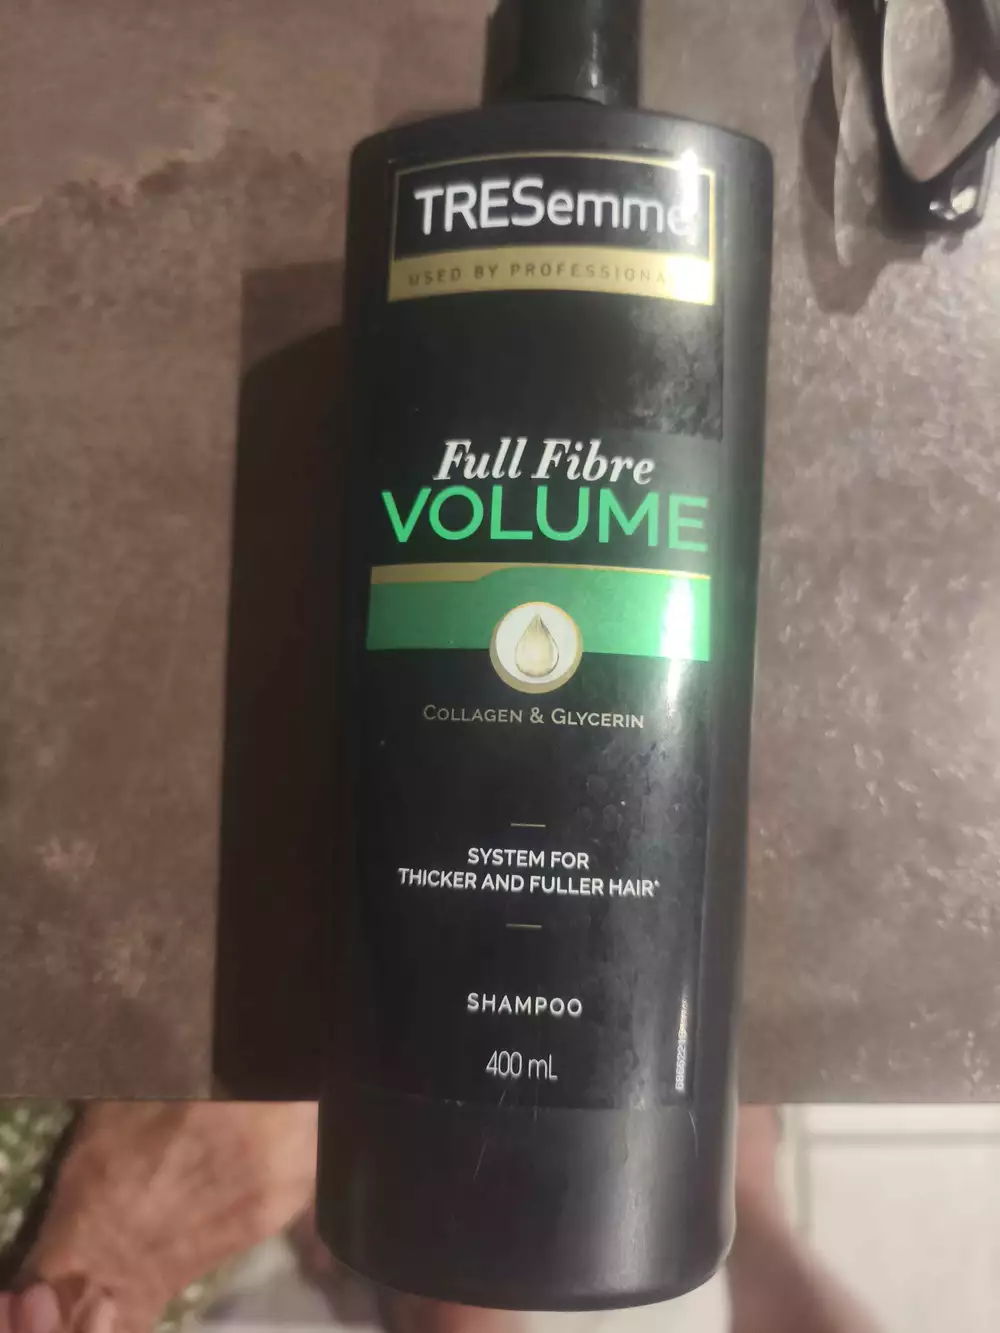 TRESemmé
USED BY PROFESSIONALS
Full Fibre
VOLUME
COLLAGEN & GLYCERIN
SYSTEM FOR
THICKER AND FULLER HAIR*
SHAMPOO
400 mL